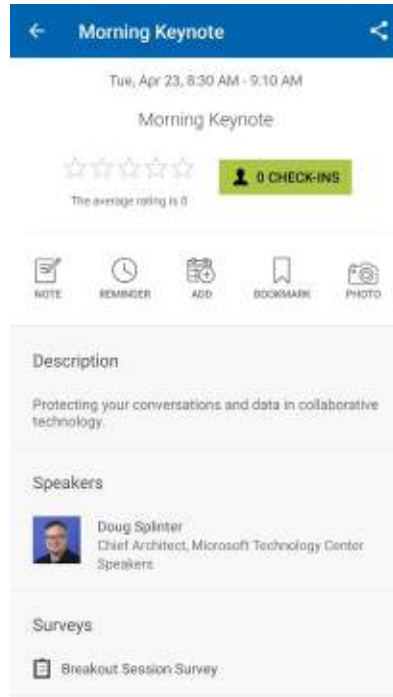 Morning Keynote
Tue, Apr 23, 8:30 AM - 9:10 AM
Morning Keynote
The average rating is 0
0 CHECK-INS
NOTE
REMINDER
ADD
BOOKMARK
PHOTO
Description
Protecting your conversations and data in collaborative
technology.
Speakers
Doug Splinter
Chief Architect, Microsoft Technology Center
Speakers
Surveys
Breakout Session Survey